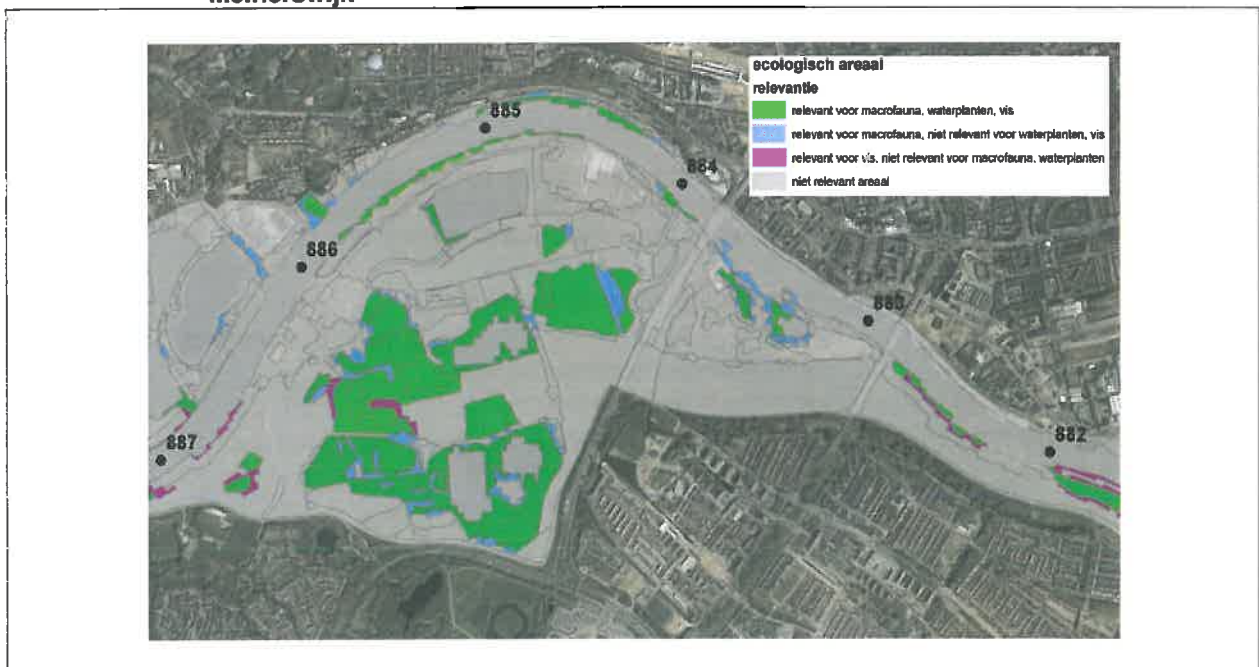 ecologisch areaal
relevantie
relevant voor macrofauna, waterplanten, vis
relevant voor macrofauna, niet relevant voor waterplanten, vis
relevant voor vis, niet relevant voor macrofauna, waterplanten
niet relevant areaal
885
884
886
883
882
887